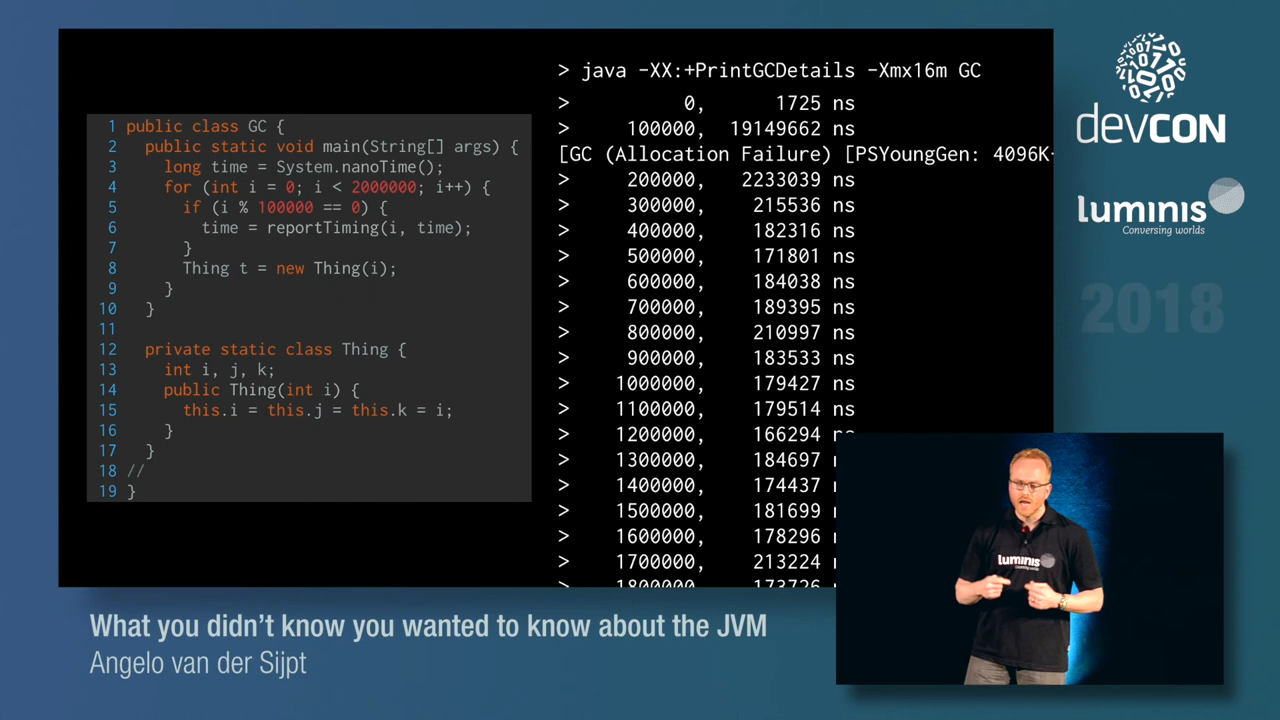 1 public class GC {
2 public static void main(String[] args) {
3 long time = System.nanoTime();
4 for (int i = 0; i < 2000000; i++) {
5 if (i % 100000 == 0) {
6 time = reportTiming(i, time);
7 }
8 Thing t = new Thing(i);
9 }
10 }
11
12 private static class Thing {
13 int i, j, k;
14 public Thing(int i) {
15 this.i = this.j = this.k = i;
16 }
17 }
18 //
19 }
> java -XX:+PrintGCDetails -Xmx16m GC
> 0, 1725 ns
> 100000, 19149662 ns
[GC (Allocation Failure) [PSYoungGen: 4096K-
> 200000, 2233039 ns
> 300000, 215536 ns
> 400000, 182316 ns
> 500000, 171801 ns
> 600000, 184038 ns
> 700000, 189395 ns
> 800000, 210997 ns
> 900000, 183533 ns
> 1000000, 179427 ns
> 1100000, 179514 ns
> 1200000, 166294 ns
> 1300000, 184697
> 1400000, 174437
> 1500000, 181699
> 1600000, 178296
> 1700000, 213224
> 1800000, 173726
devCON
luminis
Conversing worlds
2018
luminis
What you didn't know you wanted to know about the JVM
Angelo van der Sijpt